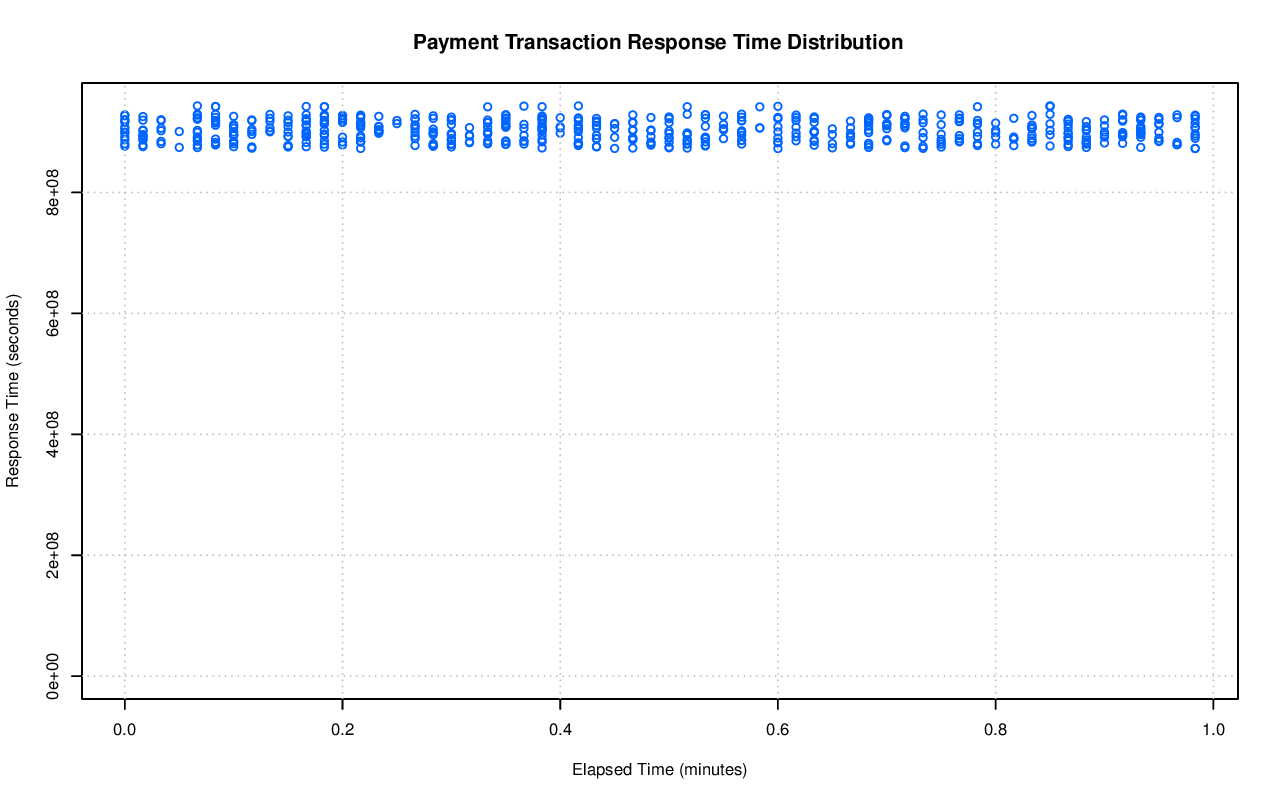 Payment Transaction Response Time Distribution
Response Time (seconds)
8e+08
6e+08
4e+08
2e+08
0e+00
0.0 0.2 0.4 0.6 0.8 1.0
Elapsed Time (minutes)